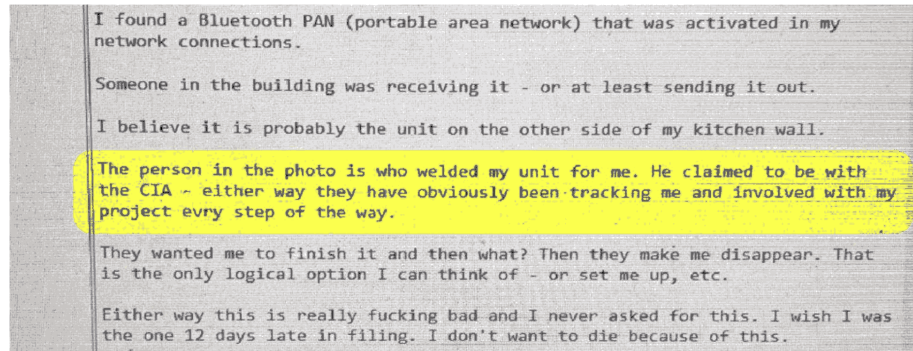 I found a Bluetooth PAN (portable area network) that was activated in my
network connections.
Someone in the building was receiving it - or at least sending it out.
I believe it is probably the unit on the other side of my kitchen wall.
The person in the photo is who welded my unit for me. He claimed to be with
the CIA - either way they have obviously been tracking me and involved with my
project evry step of the way.
They wanted me to finish it and then what? Then they make me disappear. That
is the only logical option I can think of - or set me up, etc.
Either way this is really fucking bad and I never asked for this. I wish I was
the one 12 days late in filing. I don't want to die because of this.